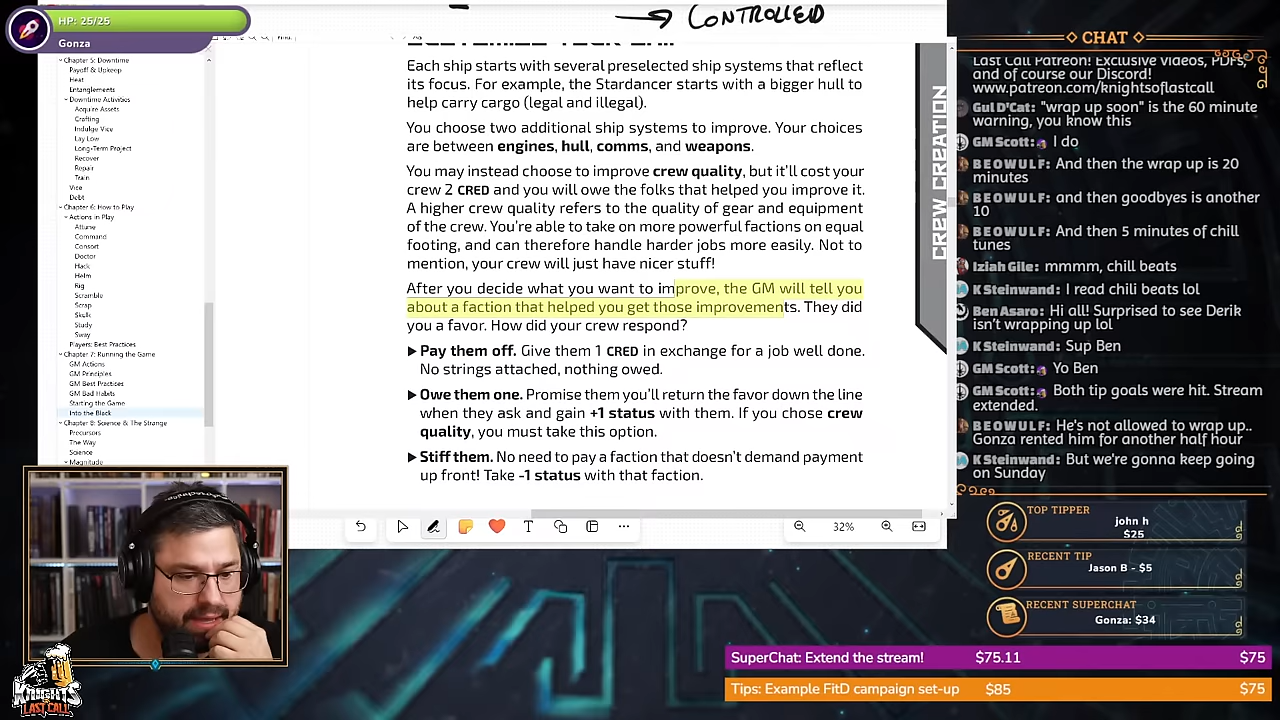 HP: 25/25
Gonza
CONTROLLED
Chapter 5: Downtime
Payoff & Upkeep
Heat
Entanglements
Downtime Activities
Acquire Assets
Crafting
Indulge Vice
Lay Low
Long-Term Project
Recover
Repair
Train
Vice
Debt
Chapter 6: How to Play
Actions in Play
Attune
Command
Consort
Doctor
Hack
Helm
Rig
Scramble
Scrap
Skulk
Study
Sway
Players: Best Practices
Chapter 7: Running the Game
GM Actions
GM Principles
GM Best Practices
GM Bad Habits
Starting the Game
Into the Black
Chapter 8: Science & The Strange
Precursors
The Way
Science
Magnitude
Each ship starts with several preselected ship systems that reflect
its focus. For example, the Stardancer starts with a bigger hull to
help carry cargo (legal and illegal).
You choose two additional ship systems to improve. Your choices
are between engines, hull, comms, and weapons.
You may instead choose to improve crew quality, but it'll cost your
crew 2 CRED and you will owe the folks that helped you improve it.
A higher crew quality refers to the quality of gear and equipment
of the crew. You're able to take on more powerful factions on equal
footing, and can therefore handle harder jobs more easily. Not to
mention, your crew will just have nicer stuff!
After you decide what you want to improve, the GM will tell you
about a faction that helped you get those improvements. They did
you a favor. How did your crew respond?
▶ Pay them off. Give them 1 CRED in exchange for a job well done.
No strings attached, nothing owed.
▶ Owe them one. Promise them you'll return the favor down the line
when they ask and gain +1 status with them. If you chose crew
quality, you must take this option.
▶ Stiff them. No need to pay a faction that doesn't demand payment
up front! Take -1 status with that faction.
CREW CREATION
32%
CHAT
Last Call Patreon! Exclusive videos, PDFs,
and of course our Discord!
www.patreon.com/knightsoflastcall
Gul D'Cat: "wrap up soon" is the 60 minute
warning, you know this
GM Scott: I do
BEOWULF: And then the wrap up is 20
minutes
BEOWULF: and then goodbyes is another
10
BEOWULF: And then 5 minutes of chill
tunes
Iziah Gile: mmmm, chill beats
K Steinwand: I read chili beats lol
Ben Asaro: Hi all! Surprised to see Derik
isn't wrapping up lol
K Steinwand: Sup Ben
GM Scott: Yo Ben
GM Scott: Both tip goals were hit. Stream
extended.
BEOWULF: He's not allowed to wrap up..
Gonza rented him for another half hour
K Steinwand: But we're gonna keep going
on Sunday
TOP TIPPER
john h
$25
RECENT TIP
Jason B - $5
RECENT SUPERCHAT
Gonza: $34
SuperChat: Extend the stream! $75.11 $75
Tips: Example FitD campaign set-up $85 $75
KNIGHTS
LAST CALL